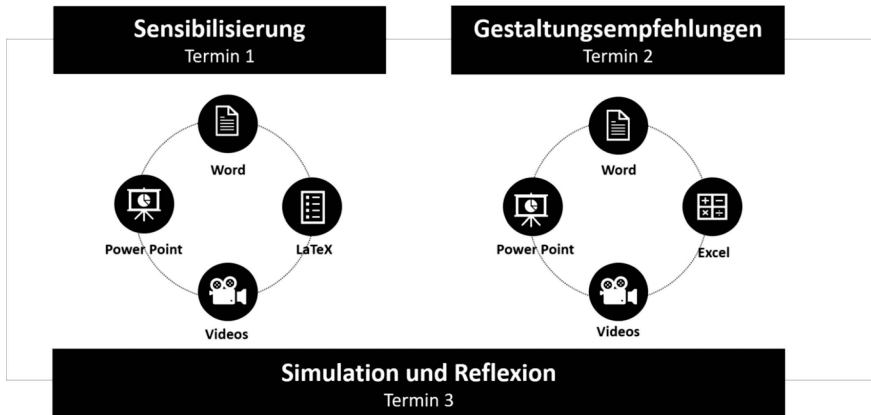 Sensibilisierung
Termin 1
Gestaltungsempfehlungen
Termin 2
Word
Power Point
LaTeX
Videos
Word
Power Point
Excel
Videos
Simulation und Reflexion
Termin 3